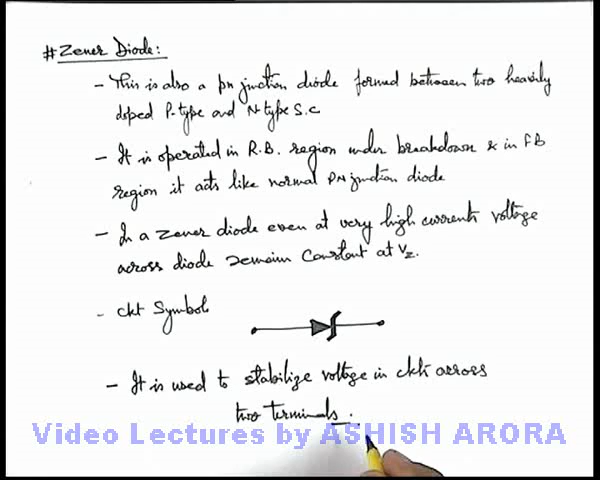 # Zener Diode:
- This is also a pn junction diode formed between two heavily
doped P-type and N-type S.C
- It is operated in R.B. region under breakdown & in FB
region it acts like normal PN junction diode
- In a zener diode even at very high currents voltage
across diode remain constant at Vz.
- ckt Symbol
- It is used to stabilize voltage in ckts across
two terminals.
Video Lectures by ASHISH ARORA